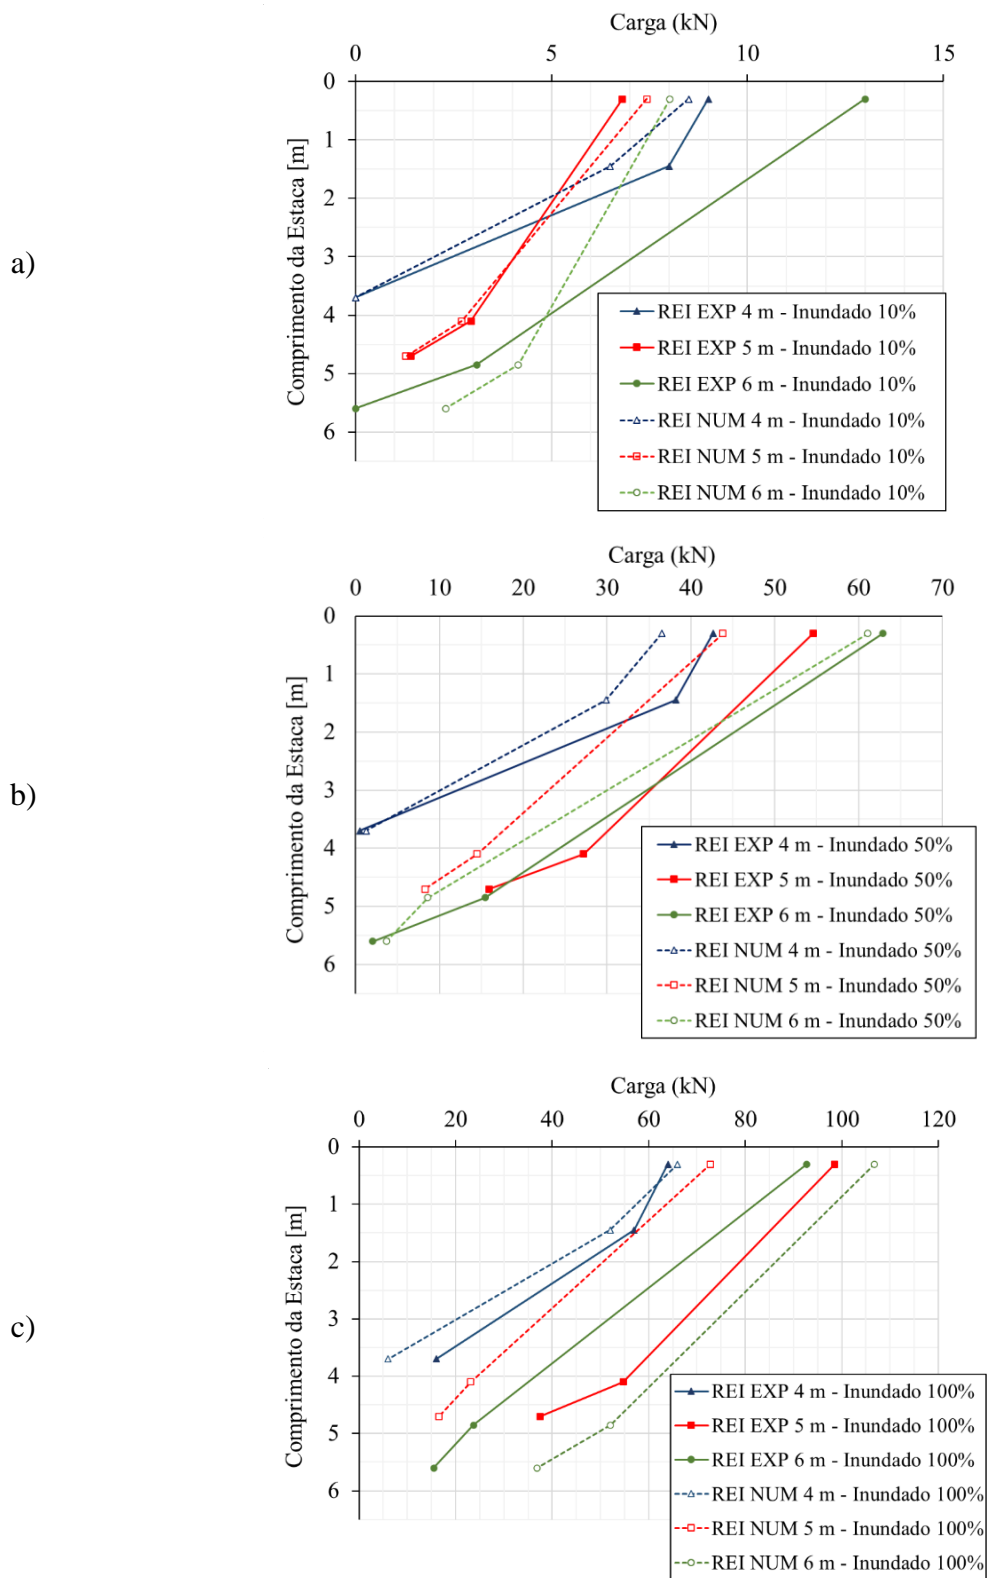 Carga (kN)
0 5 10 15
0
1
2
3
4
5
6
Comprimento da Estaca [m]
a)
REI EXP 4 m - Inundado 10%
REI EXP 5 m - Inundado 10%
REI EXP 6 m - Inundado 10%
REI NUM 4 m - Inundado 10%
REI NUM 5 m - Inundado 10%
REI NUM 6 m - Inundado 10%
Carga (kN)
0 10 20 30 40 50 60 70
0
1
2
3
4
5
6
Comprimento da Estaca [m]
b)
REI EXP 4 m - Inundado 50%
REI EXP 5 m - Inundado 50%
REI EXP 6 m - Inundado 50%
REI NUM 4 m - Inundado 50%
REI NUM 5 m - Inundado 50%
REI NUM 6 m - Inundado 50%
Carga (kN)
0 20 40 60 80 100 120
0
1
2
3
4
5
6
Comprimento da Estaca [m]
c)
REI EXP 4 m - Inundado 100%
REI EXP 5 m - Inundado 100%
REI EXP 6 m - Inundado 100%
REI NUM 4 m - Inundado 100%
REI NUM 5 m - Inundado 100%
REI NUM 6 m - Inundado 100%